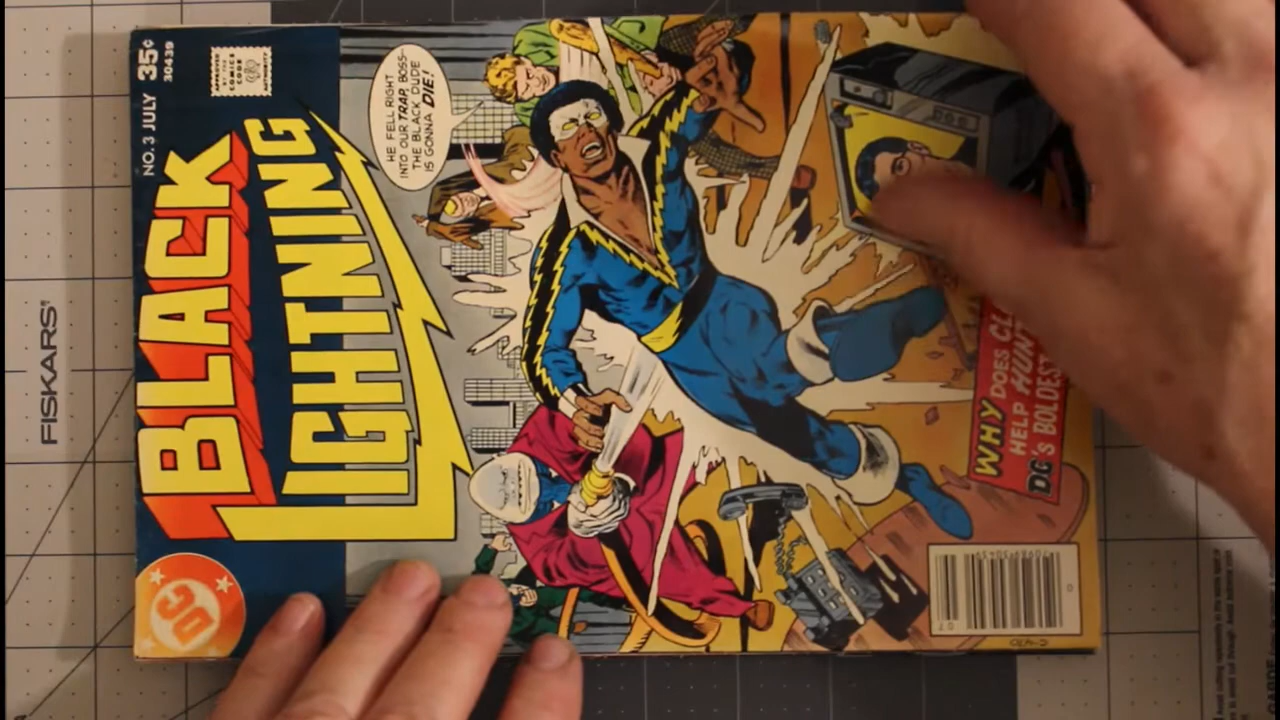 35¢
30439
NO. 3 JULY
APPROVED
BY THE
COMICS
CODE
AUTHORITY
BLACK
LIGHTNING
DC
HE FELL RIGHT
INTO OUR TRAP, BOSS--
THE BLACK DUDE
IS GONNA DIE!
WHY DOES
HELP
DC's BOLDEST
FISKARS